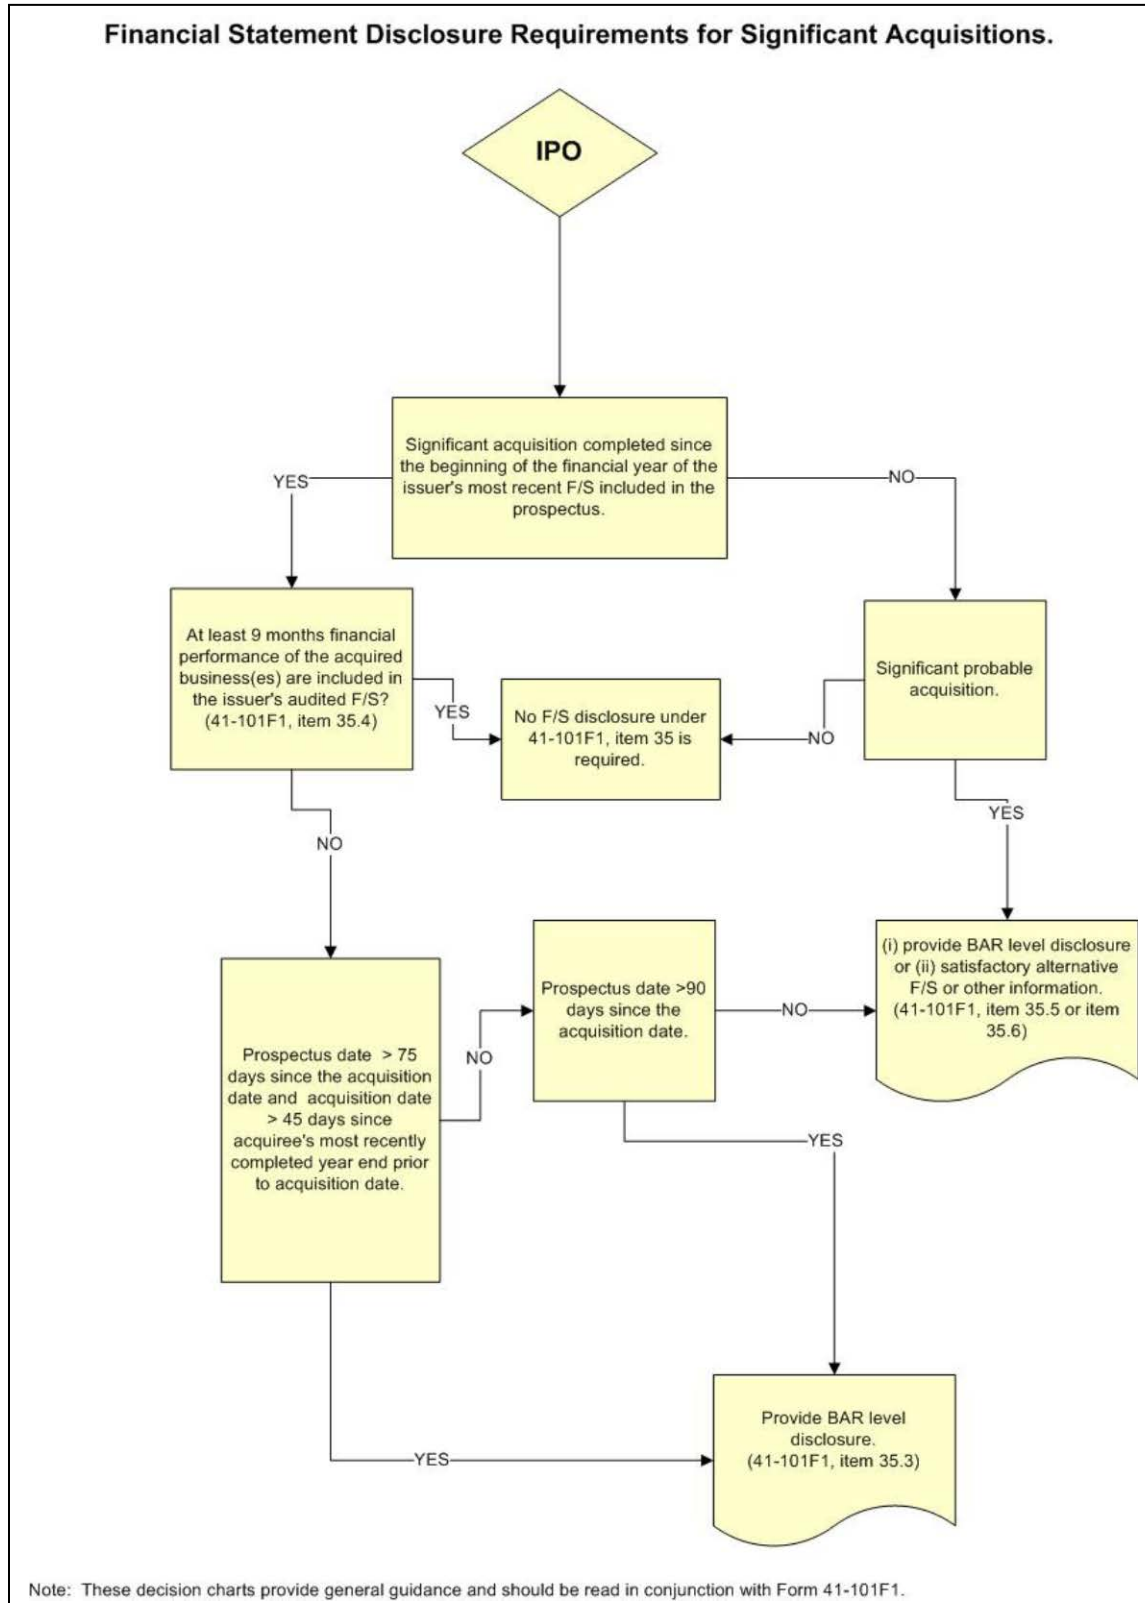 Financial Statement Disclosure Requirements for Significant Acquisitions.
IPO
Significant acquisition completed since
the beginning of the financial year of the
issuer's most recent F/S included in the
prospectus.
YES
NO
At least 9 months financial
performance of the acquired
business(es) are included in
the issuer's audited F/S?
(41-101F1, item 35.4)
YES
No F/S disclosure under
41-101F1, item 35 is
required.
NO
Significant probable
acquisition.
YES
NO
Prospectus date > 75
days since the acquisition
date and acquisition date
> 45 days since
acquiree's most recently
completed year end prior
to acquisition date.
NO
Prospectus date >90
days since the
acquisition date.
NO
(i) provide BAR level disclosure
or (ii) satisfactory alternative
F/S or other information.
(41-101F1, item 35.5 or item
35.6)
YES
YES
Provide BAR level
disclosure.
(41-101F1, item 35.3)
Note: These decision charts provide general guidance and should be read in conjunction with Form 41-101F1.